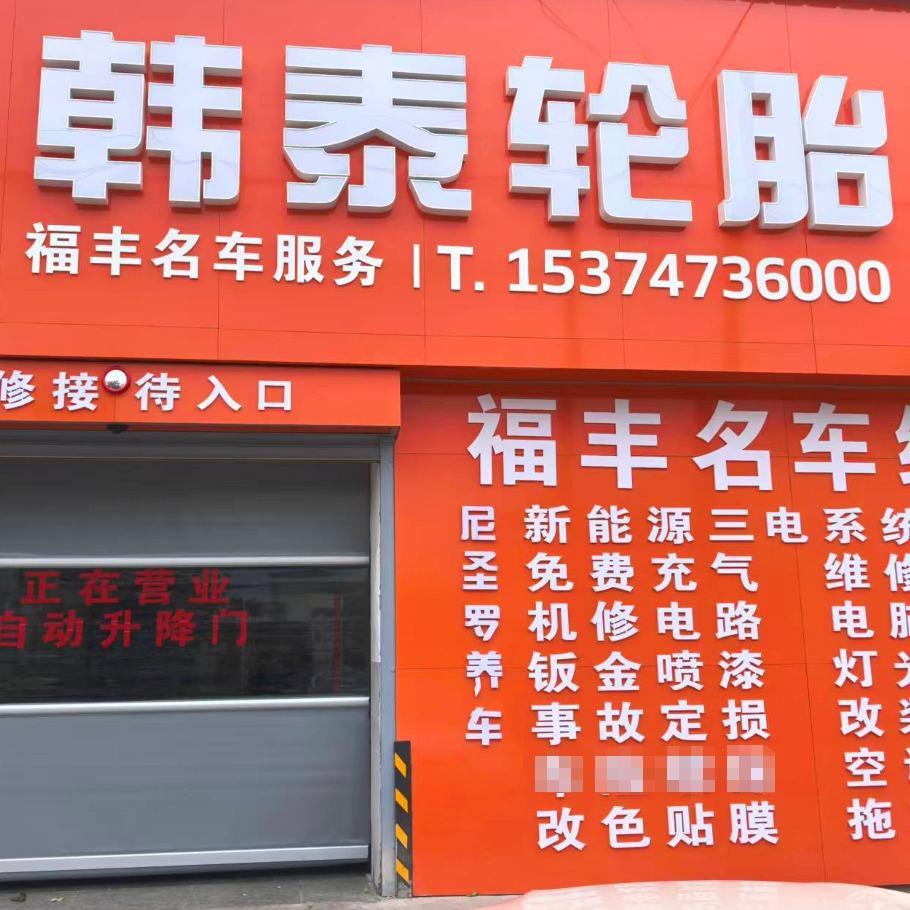 韩泰轮胎
福丰名车服务 | T. 15374736000
修接待入口
正在营业
自动升降门
福丰名车
尼圣罗养车
新能源三电系统
免费充气 维修
机修电路 电脑
钣金喷漆 灯光
事故定损 改装
空调
改色贴膜 拖